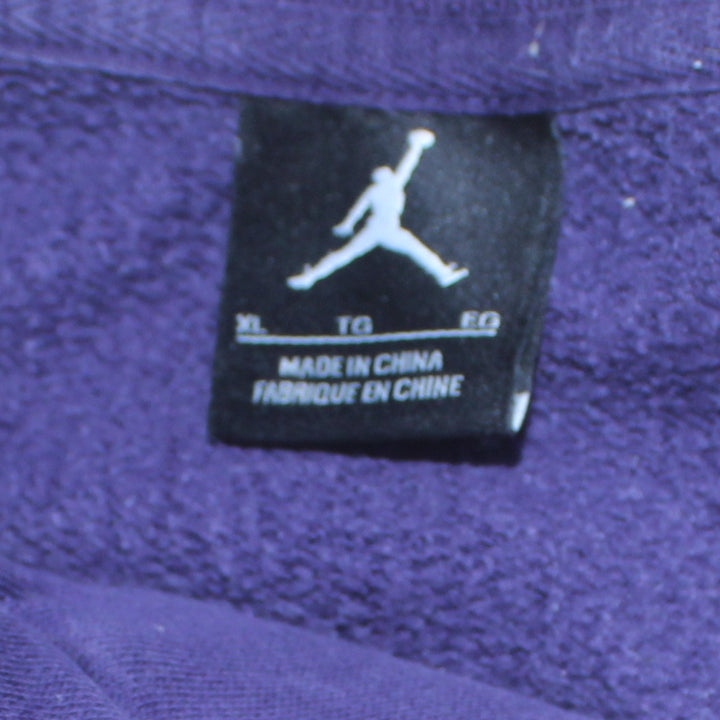 XL TG EG
MADE IN CHINA
FABRIQUE EN CHINE